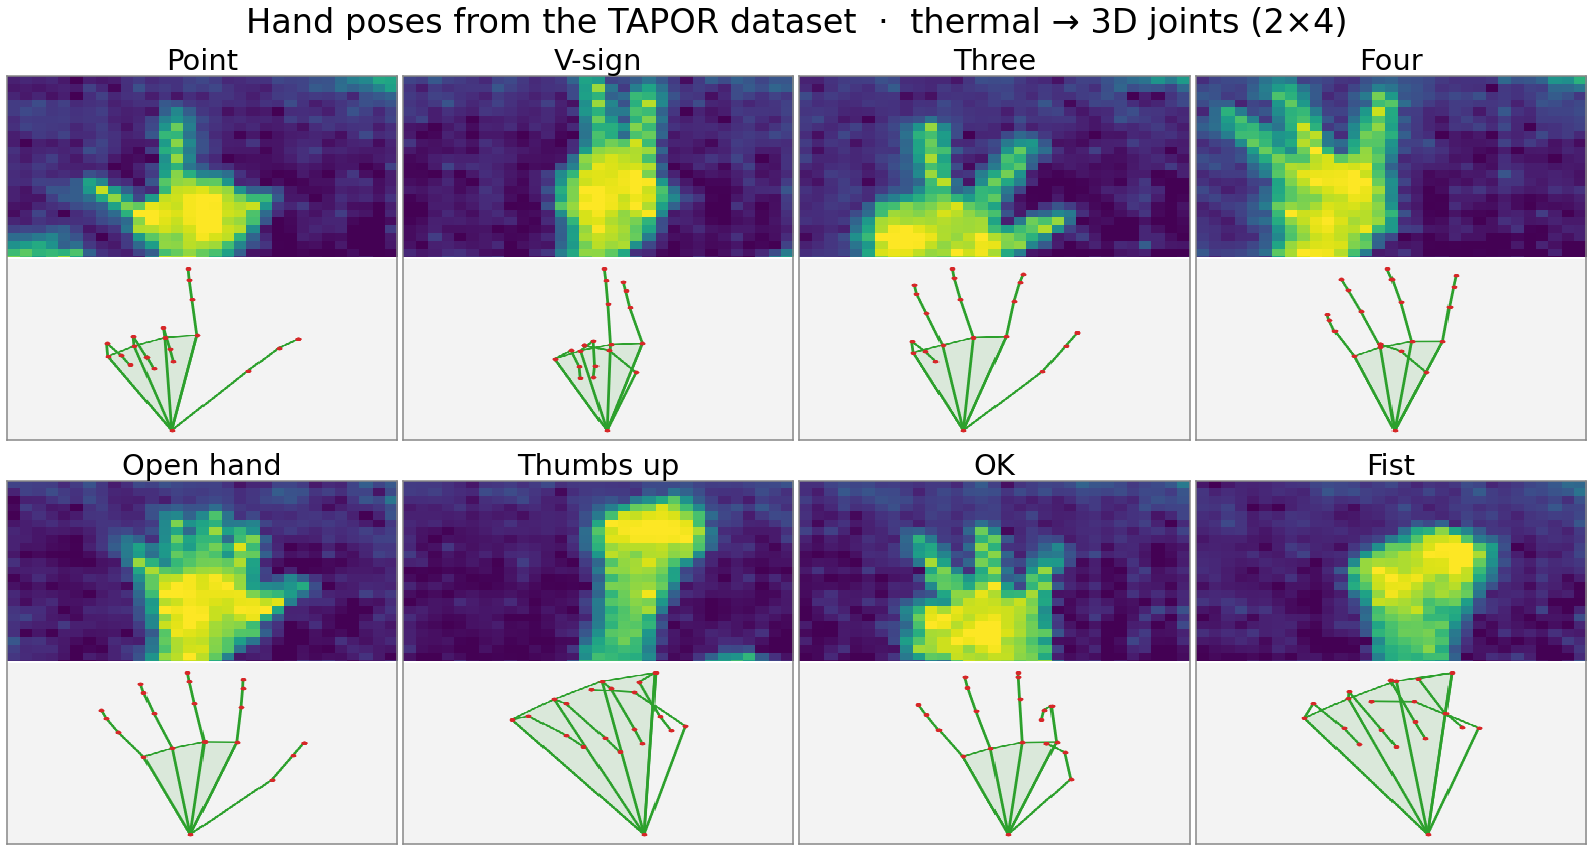 Hand poses from the TAPOR dataset · thermal → 3D joints (2×4)
Point V-sign Three Four
Open hand Thumbs up OK Fist